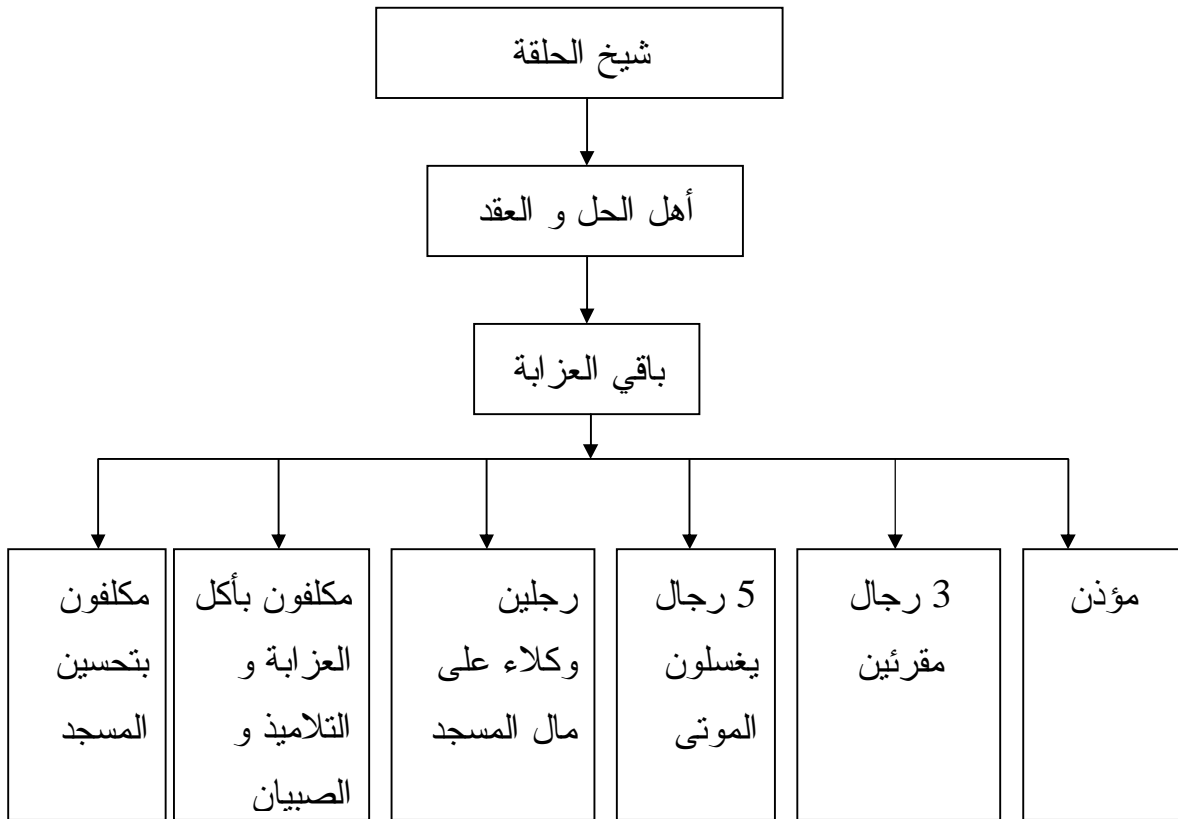 شيخ الحلقة
أهل الحل و العقد
باقي العزابة
مؤذن
3 رجال
مقرئين
5 رجال
يغسلون
الموتى
رجلين
وكلاء على
مال المسجد
مكلفون بأكل
العزابة و
التلاميذ و
الصبيان
مكلفون
بتحسين
المسجد